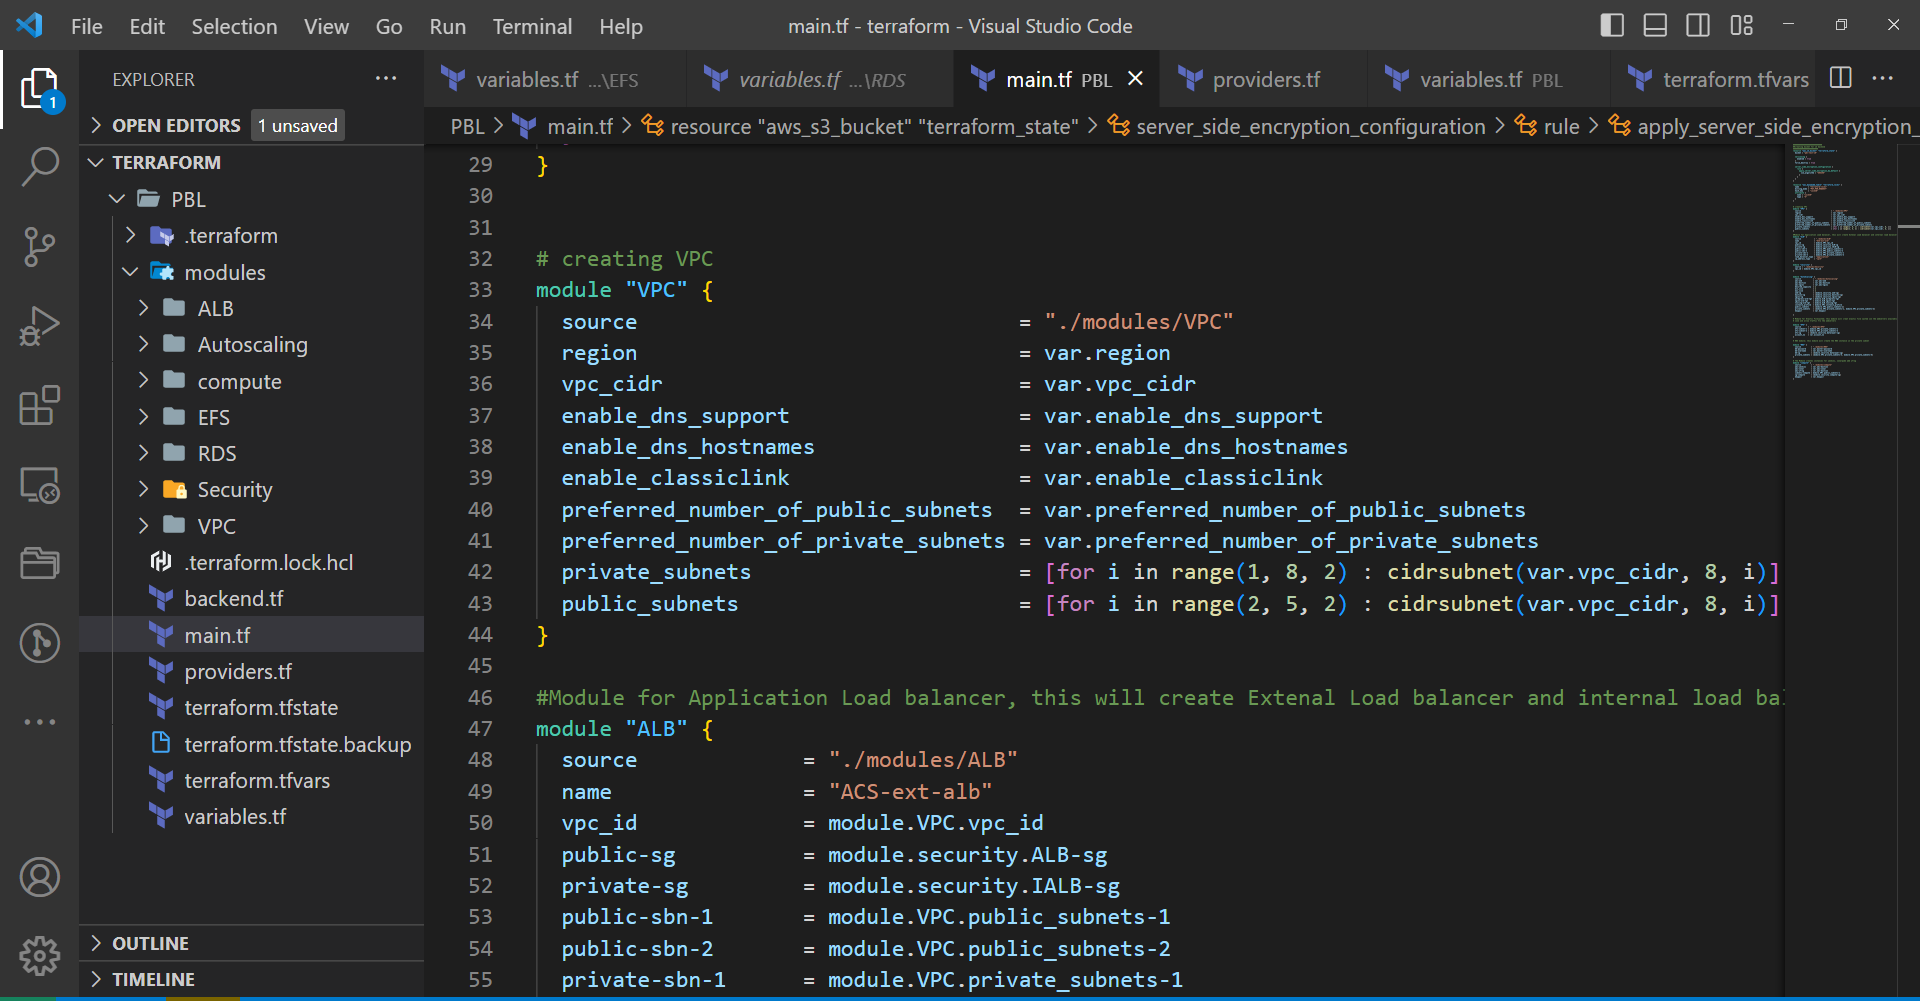 File Edit Selection View Go Run Terminal Help
main.tf - terraform - Visual Studio Code
EXPLORER
1
OPEN EDITORS 1 unsaved
TERRAFORM
PBL
.terraform
modules
ALB
Autoscaling
compute
EFS
RDS
Security
VPC
.terraform.lock.hcl
backend.tf
main.tf
providers.tf
terraform.tfstate
terraform.tfstate.backup
terraform.tfvars
variables.tf
OUTLINE
TIMELINE
variables.tf ...\EFS
variables.tf ...\RDS
main.tf PBL
providers.tf
variables.tf PBL
terraform.tfvars
PBL > main.tf > resource "aws_s3_bucket" "terraform_state" > server_side_encryption_configuration > rule > apply_server_side_encryption_
29 }
30
31
32 # creating VPC
33 module "VPC" {
34 source = "./modules/VPC"
35 region = var.region
36 vpc_cidr = var.vpc_cidr
37 enable_dns_support = var.enable_dns_support
38 enable_dns_hostnames = var.enable_dns_hostnames
39 enable_classiclink = var.enable_classiclink
40 preferred_number_of_public_subnets = var.preferred_number_of_public_subnets
41 preferred_number_of_private_subnets = var.preferred_number_of_private_subnets
42 private_subnets = [for i in range(1, 8, 2) : cidrsubnet(var.vpc_cidr, 8, i)]
43 public_subnets = [for i in range(2, 5, 2) : cidrsubnet(var.vpc_cidr, 8, i)]
44 }
45
46 #Module for Application Load balancer, this will create Extenal Load balancer and internal load bal
47 module "ALB" {
48 source = "./modules/ALB"
49 name = "ACS-ext-alb"
50 vpc_id = module.VPC.vpc_id
51 public-sg = module.security.ALB-sg
52 private-sg = module.security.IALB-sg
53 public-sbn-1 = module.VPC.public_subnets-1
54 public-sbn-2 = module.VPC.public_subnets-2
55 private-sbn-1 = module.VPC.private_subnets-1